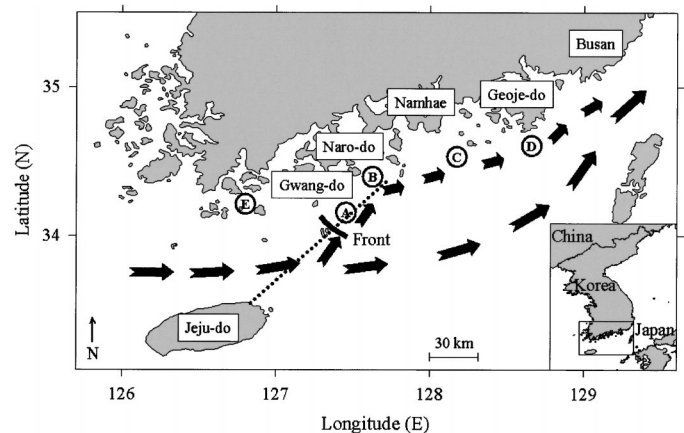 Busan
35
Geoje-do
Namhae
D
C
Naro-do
B
Gwang-do
E
A
Latitude (N)
34
Front
China
Korea
Jeju-do
30 km
Japan
N
126
127
128
129
Longitude (E)